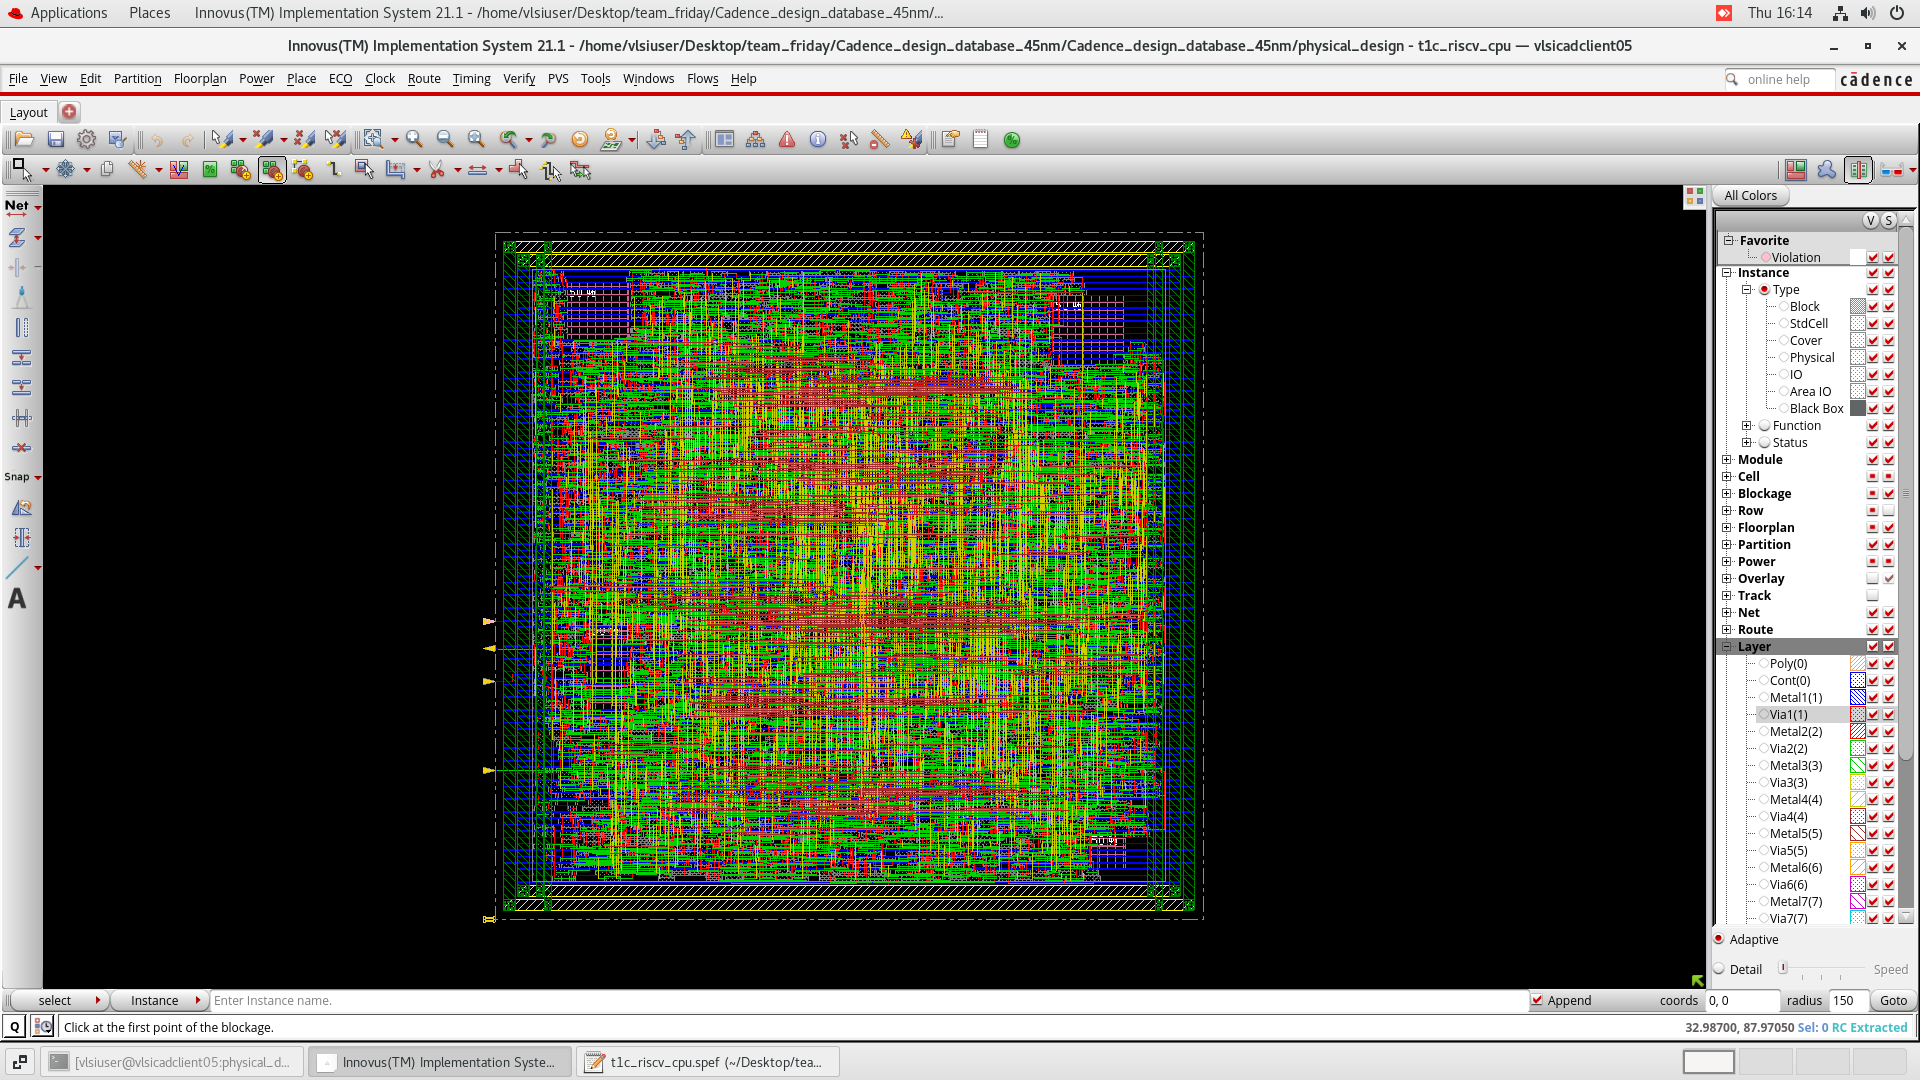 Applications Places Innovus(TM) Implementation System 21.1 - /home/vlsiuser/Desktop/team_friday/Cadence_design_database_45nm/... Thu 16:14
Innovus(TM) Implementation System 21.1 - /home/vlsiuser/Desktop/team_friday/Cadence_design_database_45nm/Cadence_design_database_45nm/physical_design - t1c_riscv_cpu — vlsicadclient05
File View Edit Partition Floorplan Power Place ECO Clock Route Timing Verify PVS Tools Windows Flows Help online help cādence
Layout
Net
Snap
A
All Colors
V S
Favorite
Violation
Instance
Type
Block
StdCell
Cover
Physical
IO
Area IO
Black Box
Function
Status
Module
Cell
Blockage
Row
Floorplan
Partition
Power
Overlay
Track
Net
Route
Layer
Poly(0)
Cont(0)
Metal1(1)
Via1(1)
Metal2(2)
Via2(2)
Metal3(3)
Via3(3)
Metal4(4)
Via4(4)
Metal5(5)
Via5(5)
Metal6(6)
Via6(6)
Metal7(7)
Via7(7)
Adaptive
Detail Speed
select Instance Enter Instance name. Append coords 0, 0 radius 150 Goto
Q Click at the first point of the blockage. 32.98700, 87.97050 Sel: 0 RC Extracted
[vlsiuser@vlsicadclient05:physical_d... Innovus(TM) Implementation Syste... t1c_riscv_cpu.spef (~/Desktop/tea...